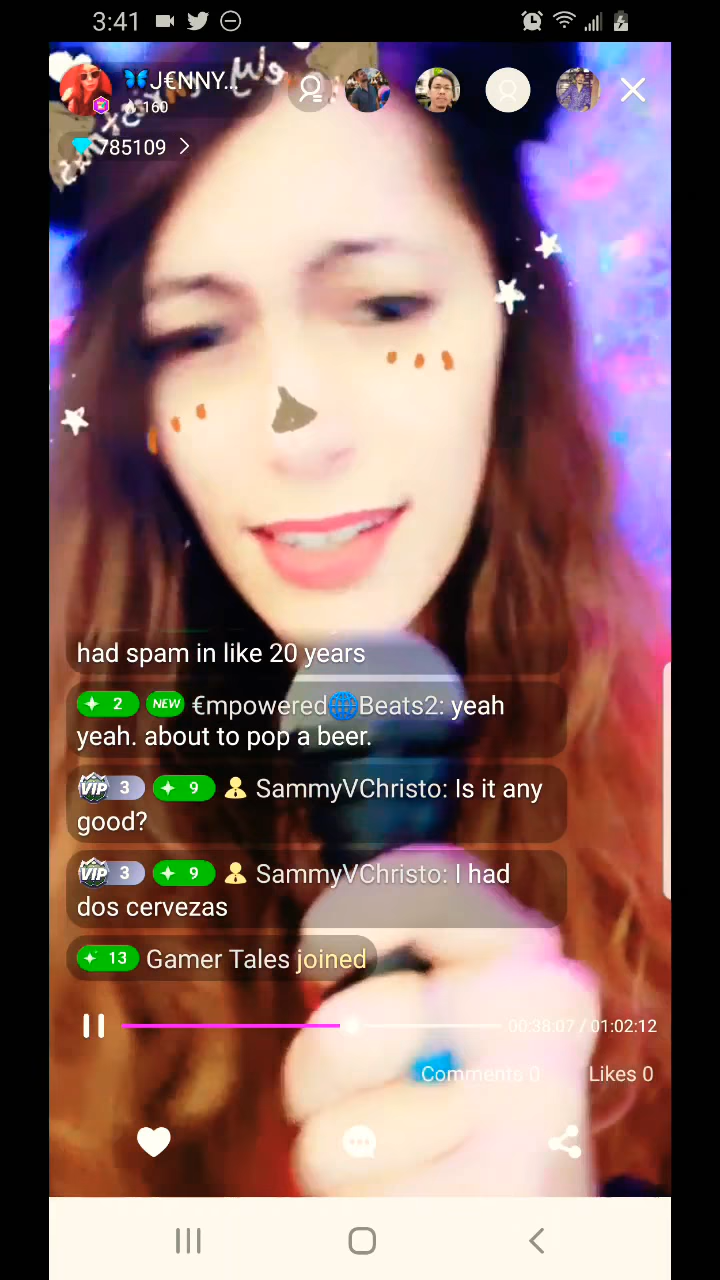 3:41
J€NNY...
160
785109
had spam in like 20 years
2 NEW €mpowered🌐Beats2: yeah
yeah. about to pop a beer.
VIP 3 9 SammyVChristo: Is it any
good?
VIP 3 9 SammyVChristo: I had
dos cervezas
13 Gamer Tales joined
00:38:07 / 01:02:12
Comments 0 Likes 0